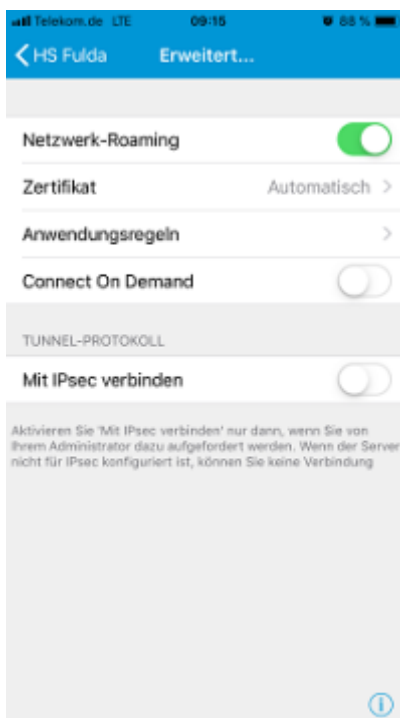 Telekom.de LTE 09:15 88 %
HS Fulda Erweitert...
Netzwerk-Roaming
Zertifikat Automatisch
Anwendungsregeln
Connect On Demand
TUNNEL-PROTOKOLL
Mit IPsec verbinden
Aktivieren Sie 'Mit IPsec verbinden' nur dann, wenn Sie von
Ihrem Administrator dazu aufgefordert werden. Wenn der Server
nicht für IPsec konfiguriert ist, können Sie keine Verbindung